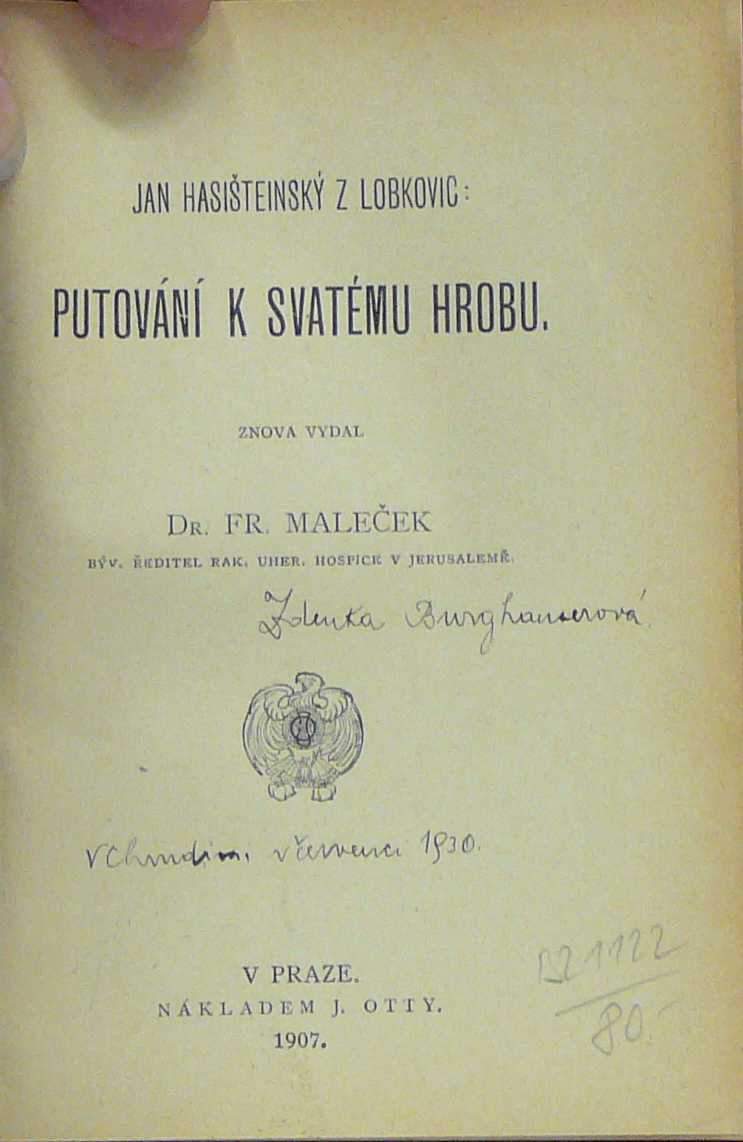 JAN HASIŠTEINSKÝ Z LOBKOVIC:
PUTOVÁNÍ K SVATÉMU HROBU.
ZNOVA VYDAL
DR. FR. MALEČEK
BÝV. ŘEDITEL RAK. UHER. HOSPICE V JERUSALEMĚ.
Zdenka Burghauserová
V Chrudimi, v červenci 1930.
V PRAZE.
NÁKLADEM J. OTTY.
1907.
1122
80